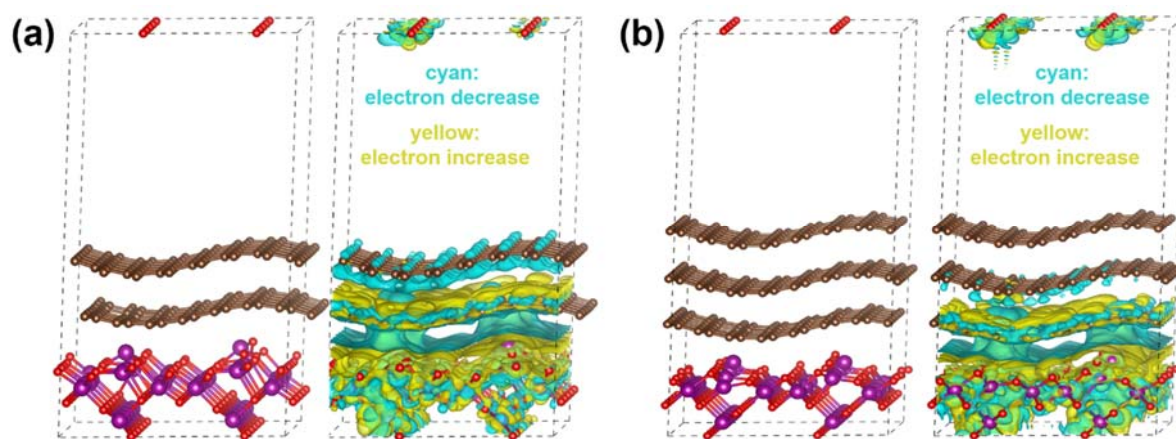 (a)
cyan:
electron decrease
yellow:
electron increase
(b)
cyan:
electron decrease
yellow:
electron increase